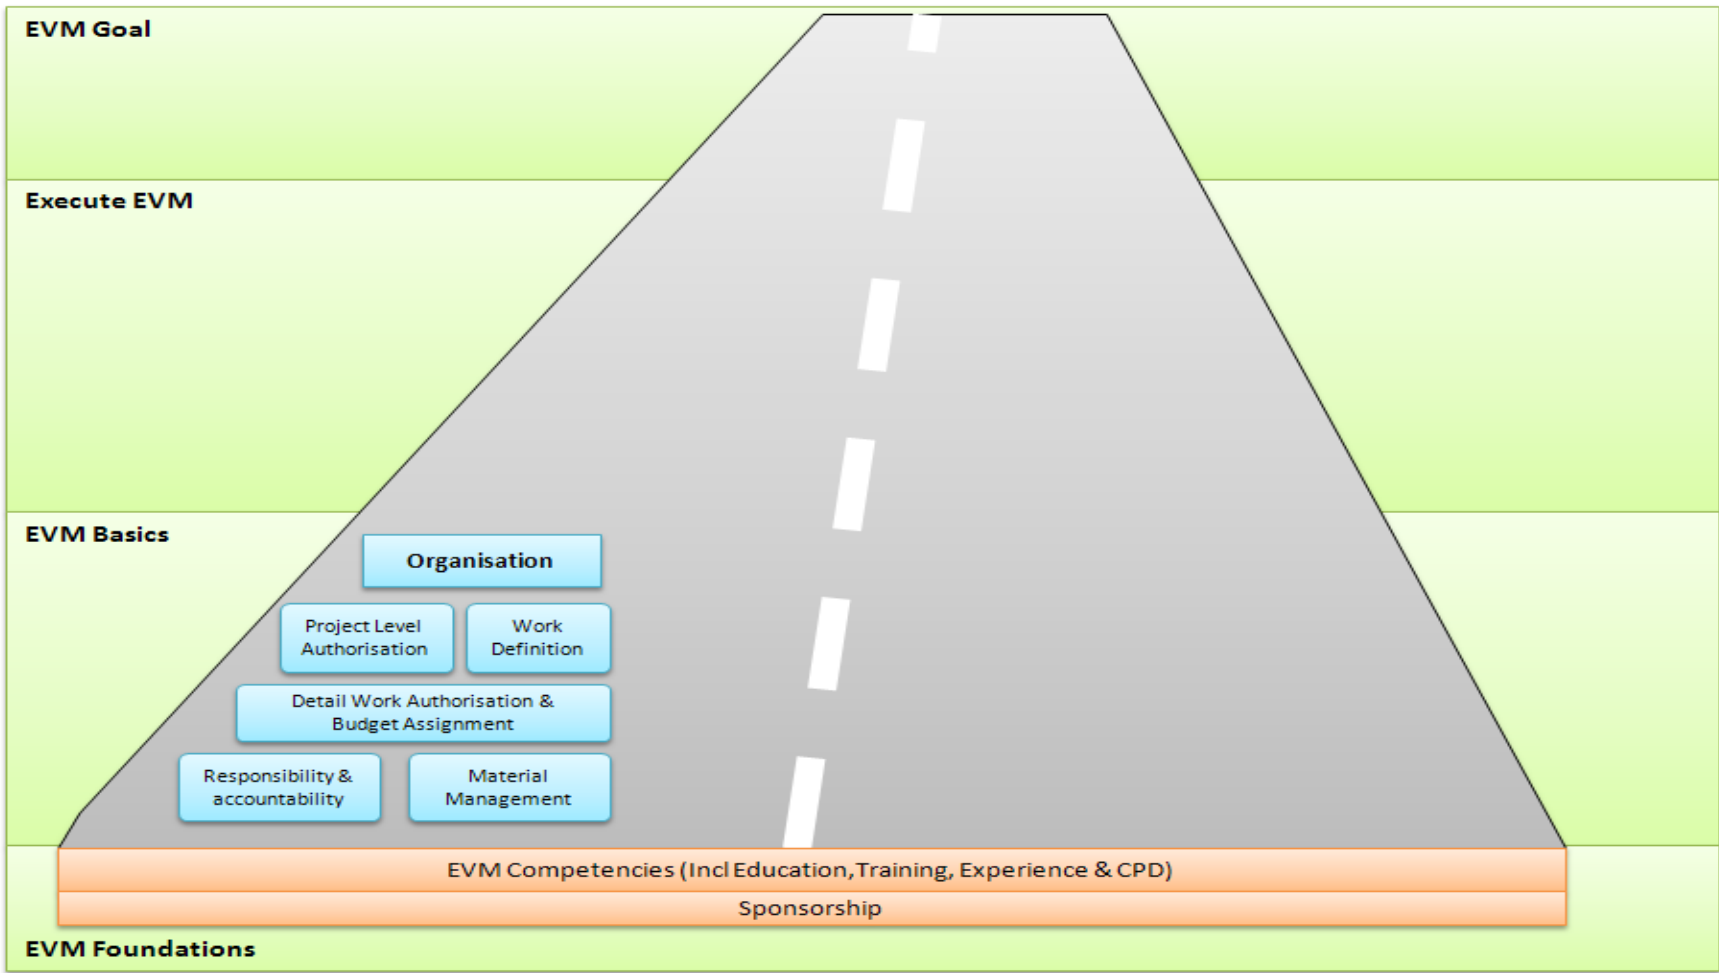 EVM Goal
Execute EVM
EVM Basics
Organisation
Project Level
Authorisation
Work
Definition
Detail Work Authorisation &
Budget Assignment
Responsibility &
accountability
Material
Management
EVM Competencies (Incl Education, Training, Experience & CPD)
Sponsorship
EVM Foundations